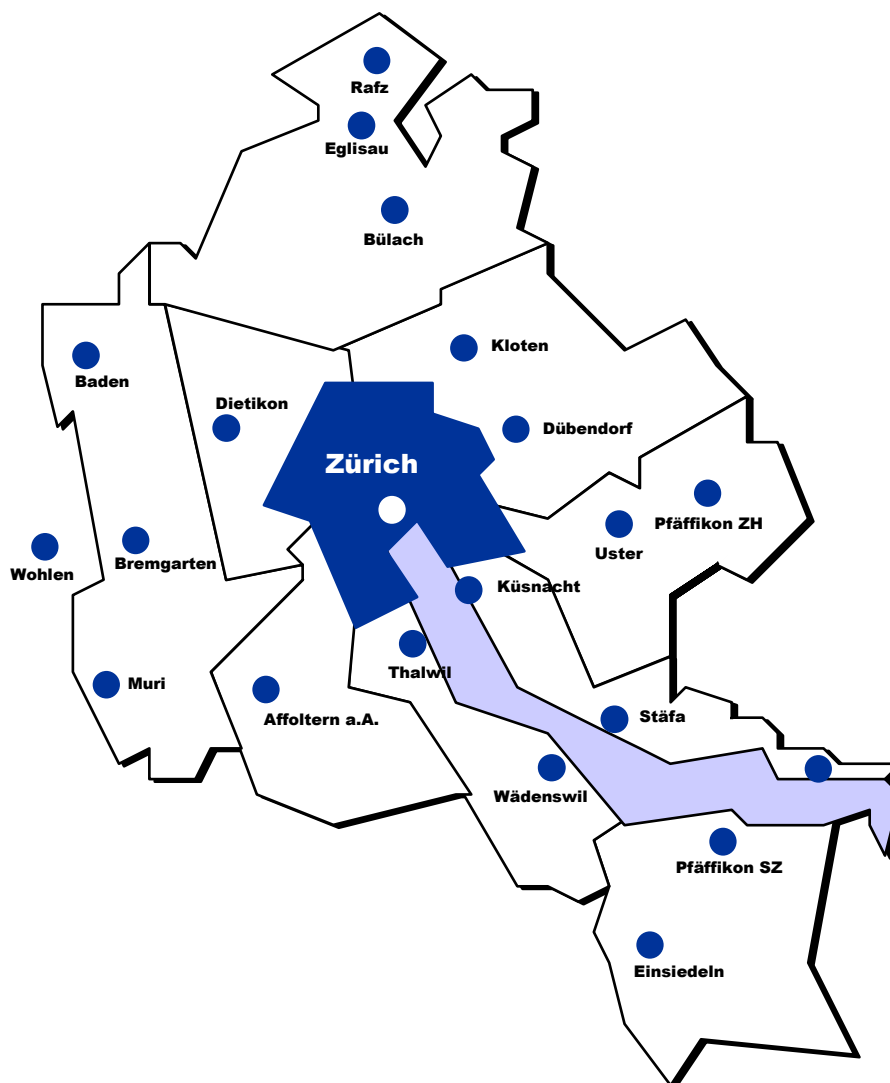 Rafz
Eglisau
Bülach
Kloten
Baden
Dietikon
Dübendorf
Zürich
Pfäffikon ZH
Uster
Bremgarten
Wohlen
Küsnacht
Thalwil
Muri
Affoltern a.A.
Stäfa
Wädenswil
Pfäffikon SZ
Einsiedeln